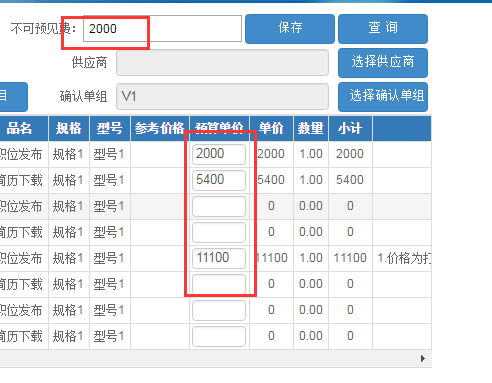 不可预见费: 2000 保存 查 询
供应商 选择供应商
目 确认单组 V1 选择确认单组
品名 规格 型号 参考价格 预算单价 单价 数量 小计
职位发布 规格1 型号1 2000 2000 1.00 2000
简历下载 规格1 型号1 5400 5400 1.00 5400
职位发布 规格1 型号1 0 0.00 0
简历下载 规格1 型号1 0 0.00 0
职位发布 规格1 型号1 11100 11100 1.00 11100 1.价格为打
简历下载 规格1 型号1 0 0.00 0
职位发布 规格1 型号1 0 0.00 0
简历下载 规格1 型号1 0 0.00 0